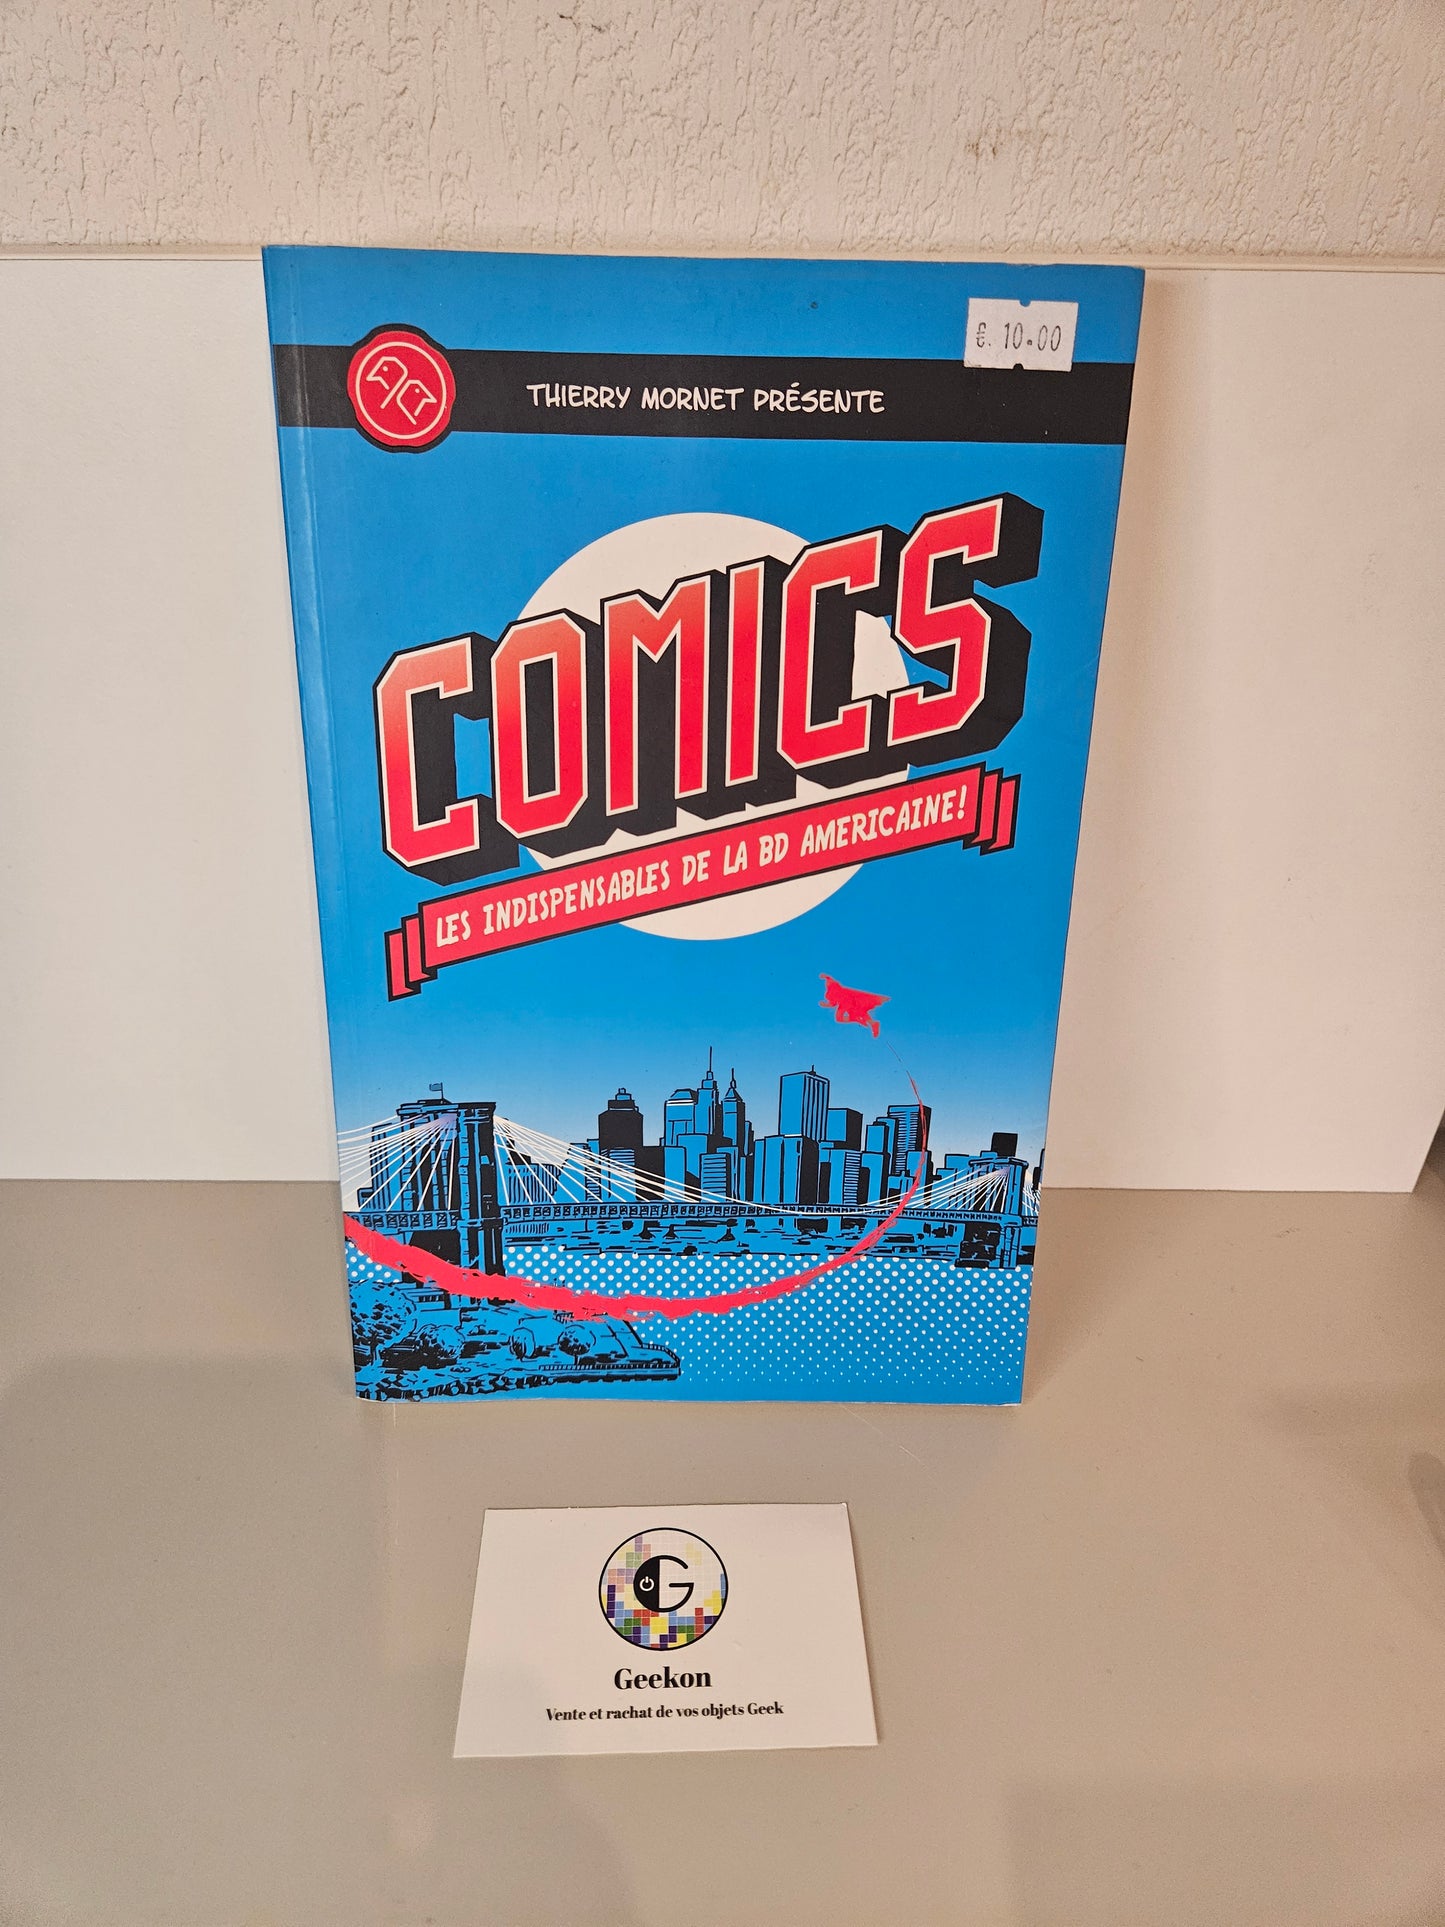 €. 10.00
THIERRY MORNET PRÉSENTE
COMICS
LES INDISPENSABLES DE LA BD AMERICAINE!
G
Geekon
Vente et rachat de vos objets Geek